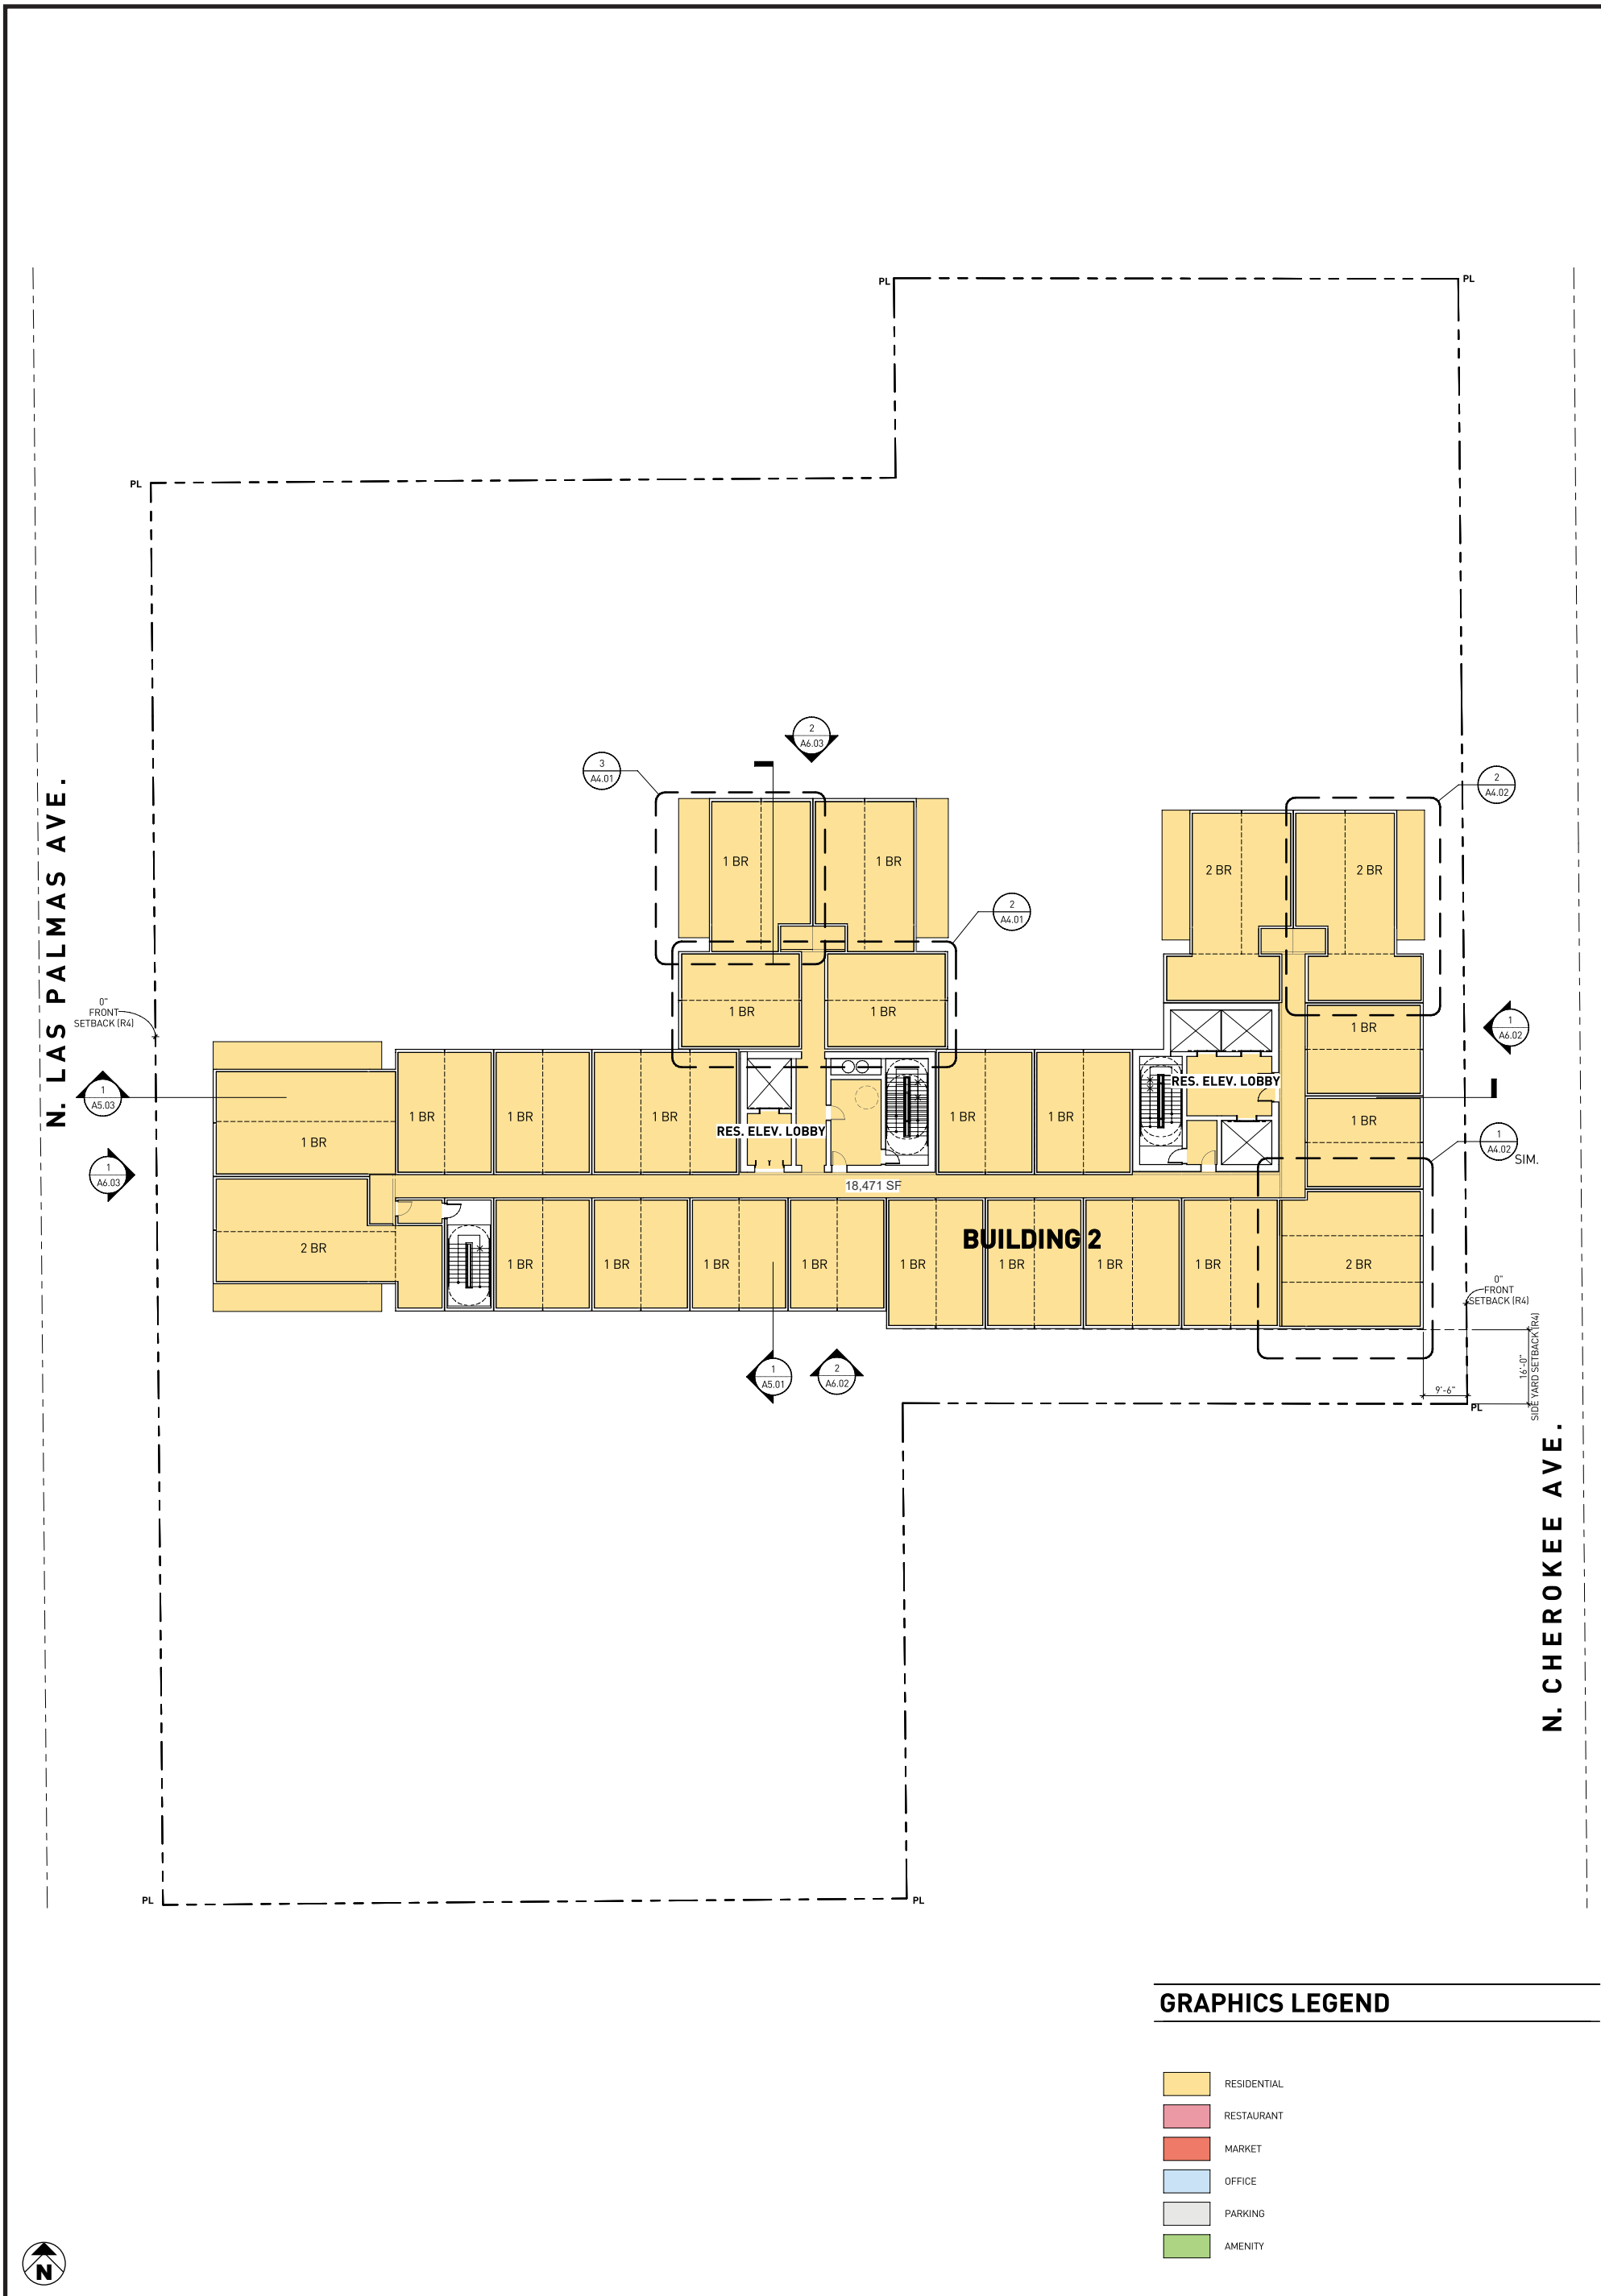 PL
PL
PL
N. LAS PALMAS AVE.
2
A6.03
3
A4.01
2
A4.02
1 BR
1 BR
2 BR
2 BR
2
A4.01
0"
FRONT
SETBACK (R4)
1 BR
1 BR
1 BR
1
A6.02
RES. ELEV. LOBBY
1
A5.03
1 BR
1 BR
1 BR
1 BR
1 BR
1 BR
RES. ELEV. LOBBY
1 BR
1
A4.02
SIM.
1
A6.03
18,471 SF
BUILDING 2
2 BR
1 BR
1 BR
1 BR
1 BR
1 BR
1 BR
1 BR
1 BR
2 BR
0"
FRONT
SETBACK (R4)
16'-0"
SIDE YARD SETBACK (R4)
1
A5.01
2
A6.02
9'-6"
PL
N. CHEROKEE AVE.
PL
PL
GRAPHICS LEGEND
RESIDENTIAL
RESTAURANT
MARKET
OFFICE
PARKING
AMENITY
N